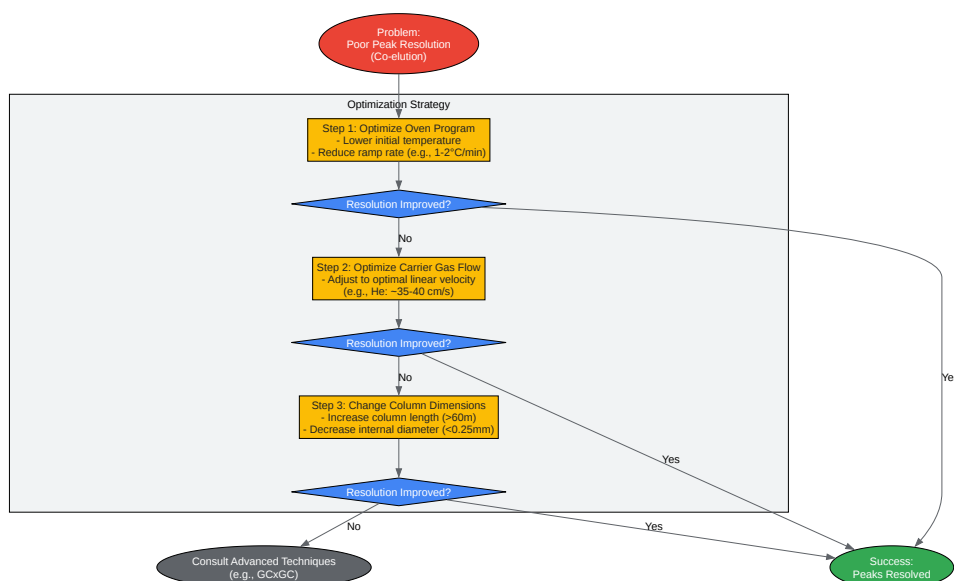 Problem:
Poor Peak Resolution
(Co-elution)
Optimization Strategy
Step 1: Optimize Oven Program
- Lower initial temperature
- Reduce ramp rate (e.g., 1-2°C/min)
Resolution Improved?
No
Step 2: Optimize Carrier Gas Flow
- Adjust to optimal linear velocity
(e.g., He: ~35-40 cm/s)
Resolution Improved?
No
Ye
Step 3: Change Column Dimensions
- Increase column length (>60m)
- Decrease internal diameter (<0.25mm)
Yes
Resolution Improved?
No
Yes
Consult Advanced Techniques
(e.g., GCxGC)
Success:
Peaks Resolved